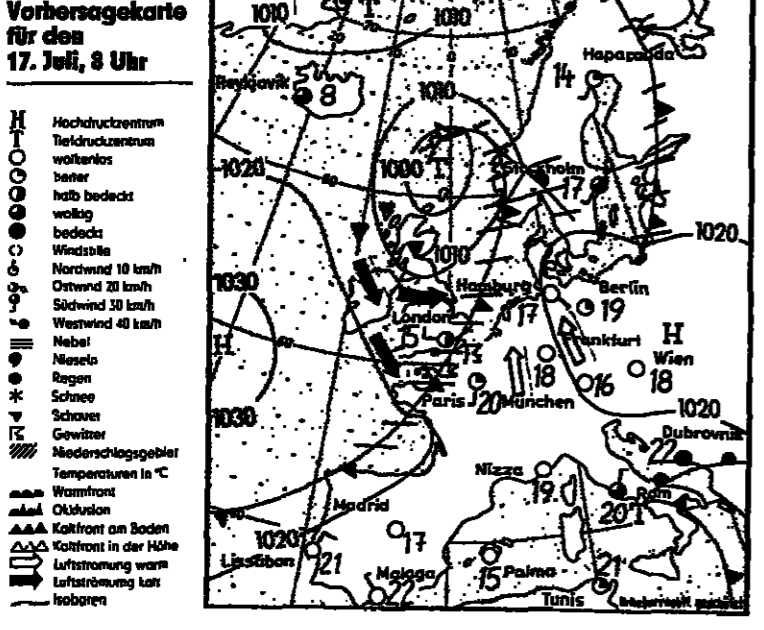 Vorhersagekarte
für den
17. Juli, 8 Uhr
H Hochdruckzentrum
T Tiefdruckzentrum
wolkenlos
heiter
halb bedeckt
wolkig
bedeckt
Windstille
Nordwind 10 km/h
Ostwind 20 km/h
Südwind 30 km/h
Westwind 40 km/h
Nebel
Nieseln
Regen
Schnee
Schauer
Gewitter
Niederschlagsgebiet
Temperaturen in °C
Warmfront
Okklusion
Kaltfront am Boden
Kaltfront in der Höhe
Luftströmung warm
Luftströmung kalt
Isobaren
1010
T
1010
Haparanda
14
Reykjavik
8
1010
1020
1000 T
Stockholm
17
1020
1010
1030
Hamburg
17
Berlin
19
London
15
H
Frankfurt
H
Wien
18
18
16
Paris
20
München
1020
1030
Dubrovnik
22
Nizza
19
Rom
20
T
Madrid
17
1020
Lissabon
21
Palma
15
Malaga
22
Tunis
21